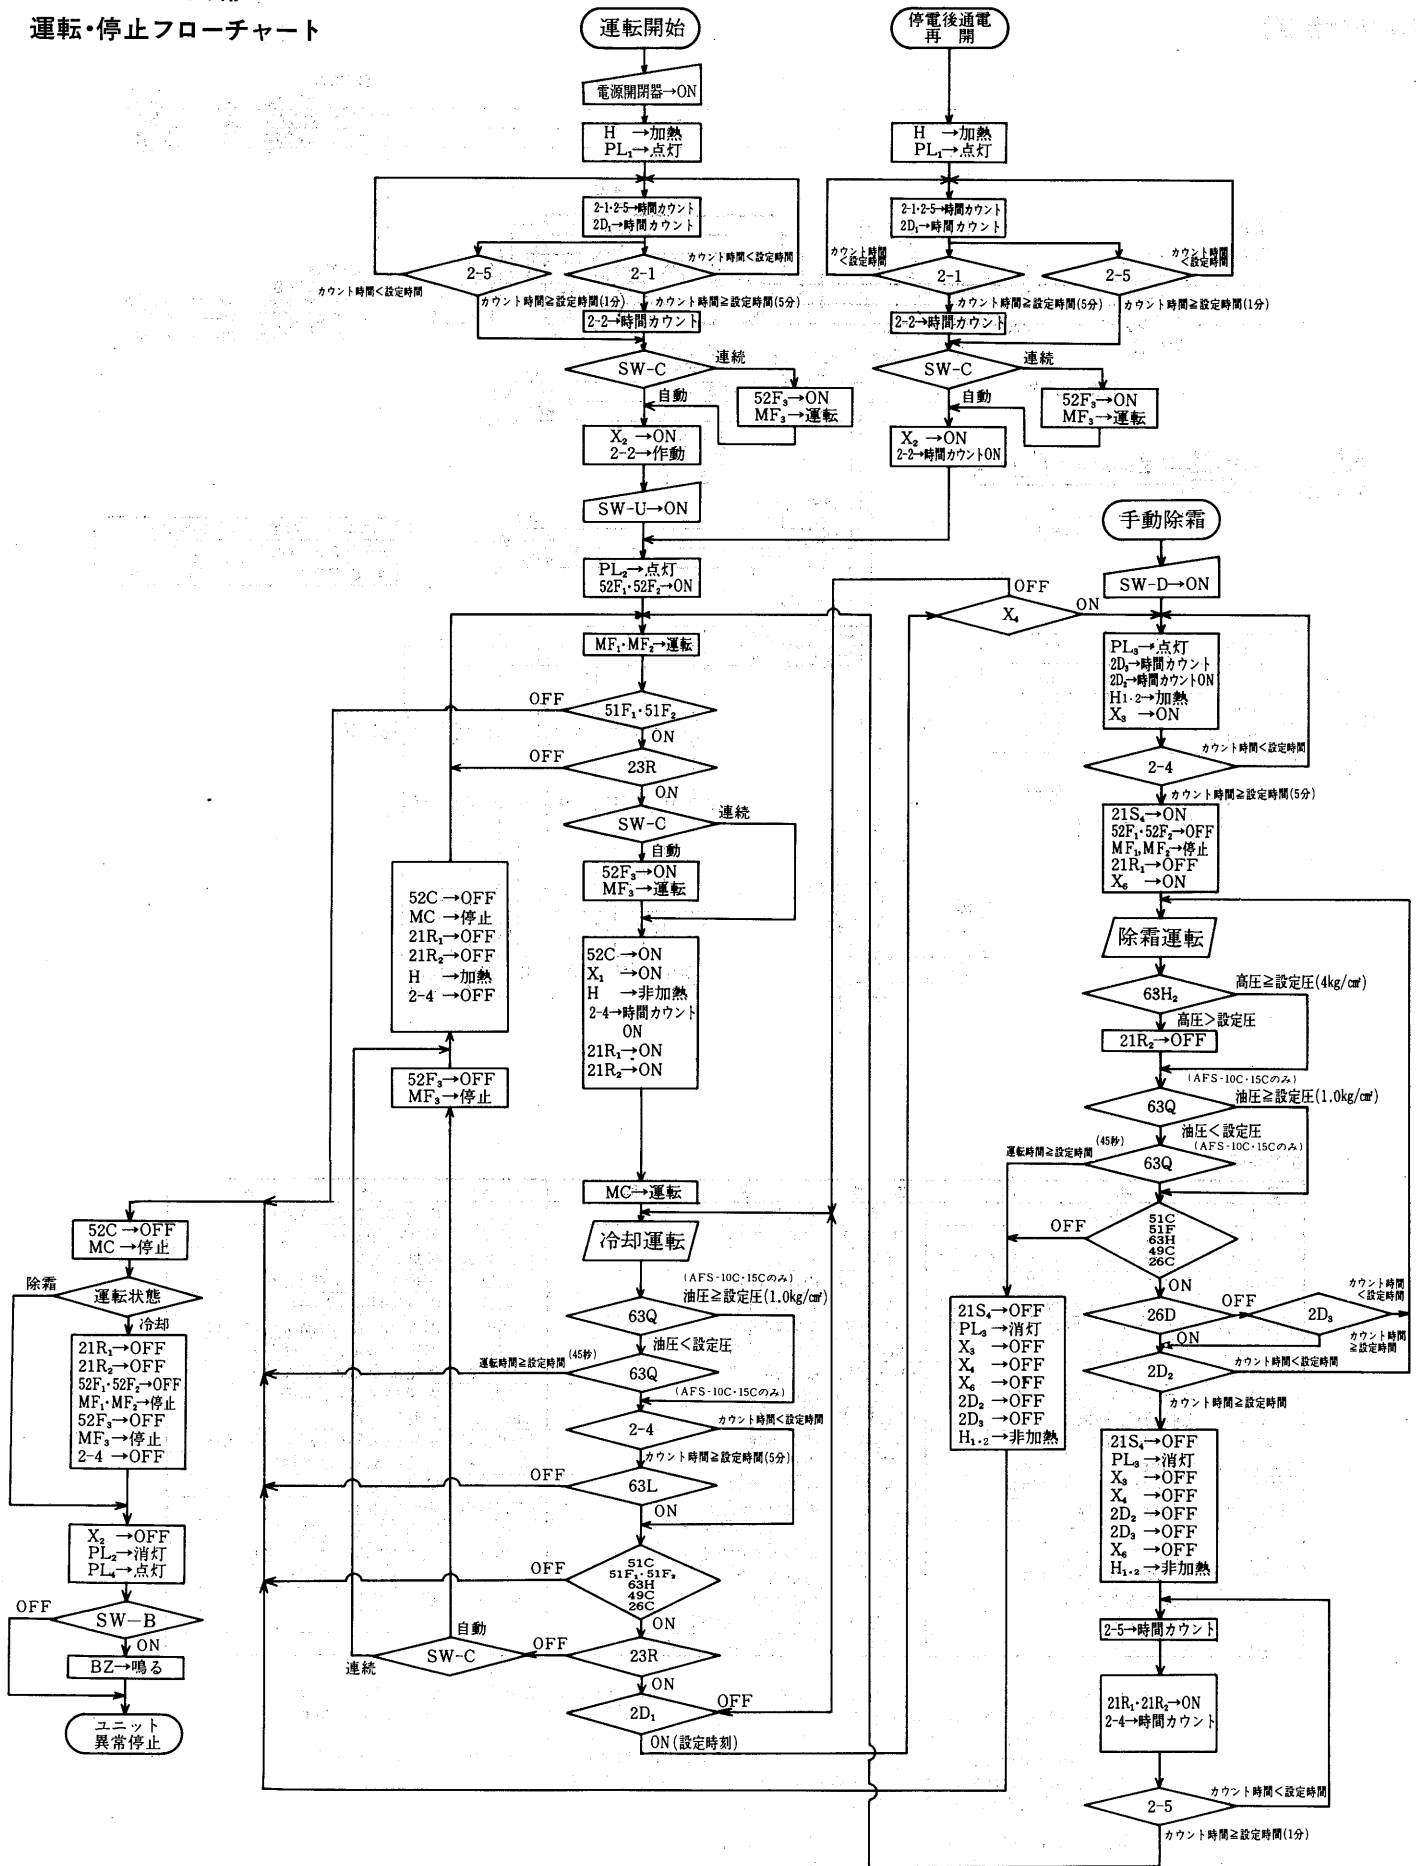 運転・停止フローチャート
運転開始
電源開閉器→ON
H →加熱
PL₁→点灯
2-1・2-5→時間カウント
2D₁→時間カウント
2-5
2-1
カウント時間<設定時間
カウント時間<設定時間
カウント時間≧設定時間(1分)
カウント時間≧設定時間(5分)
2-2→時間カウント
SW-C
連続
自動
52F₃→ON
MF₃→運転
X₂ →ON
2-2→作動
SW-U→ON
停電後通電
再 開
H →加熱
PL₁→点灯
2-1・2-5→時間カウント
2D₁→時間カウント
カウント時間
<設定時間
2-1
2-5
カウント時間
<設定時間
カウント時間≧設定時間(5分)
カウント時間≧設定時間(1分)
2-2→時間カウント
SW-C
連続
自動
52F₃→ON
MF₃→運転
X₂ →ON
2-2→時間カウントON
PL₂→点灯
52F₁・52F₂→ON
MF₁・MF₂→運転
51F₁・51F₂
OFF
ON
23R
OFF
ON
SW-C
連続
自動
52F₃→ON
MF₃→運転
52C →ON
X₁ →ON
H →非加熱
2-4→時間カウント
ON
21R₁→ON
21R₂→ON
MC→運転
冷却運転
(AFS-10C・15Cのみ)
油圧≧設定圧(1.0kg/㎠)
63Q
油圧<設定圧
運転時間≧設定時間(45秒)
63Q
(AFS-10C・15Cのみ)
2-4
カウント時間<設定時間
カウント時間≧設定時間(5分)
63L
OFF
ON
51C
51F₁・51F₂
63H
49C
26C
OFF
ON
23R
OFF
ON
SW-C
自動
連続
2D₁
OFF
ON(設定時刻)
52C →OFF
MC →停止
21R₁→OFF
21R₂→OFF
H →加熱
2-4 →OFF
52F₃→OFF
MF₃→停止
52C →OFF
MC →停止
除霜
運転状態
冷却
21R₁→OFF
21R₂→OFF
52F₁・52F₂→OFF
MF₁・MF₂→停止
52F₃→OFF
MF₃→停止
2-4 →OFF
X₂ →OFF
PL₂→消灯
PL₄→点灯
OFF
SW-B
ON
BZ→鳴る
ユニット
異常停止
手動除霜
SW-D→ON
OFF
X₄
ON
PL₃→点灯
2D₃→時間カウント
2D₂→時間カウントON
H₁・₂→加熱
X₃ →ON
カウント時間<設定時間
2-4
カウント時間≧設定時間(5分)
21S₄→ON
52F₁・52F₂→OFF
MF₁,MF₂→停止
21R₁→OFF
X₆ →ON
除霜運転
高圧≧設定圧(4kg/㎠)
63H₂
高圧>設定圧
21R₂→OFF
(AFS-10C・15Cのみ)
油圧≧設定圧(1.0kg/㎠)
63Q
油圧<設定圧
(AFS-10C・15Cのみ)
運転時間≧設定時間(45秒)
63Q
51C
51F
63H
49C
26C
OFF
ON
26D
OFF
ON
2D₃
カウント時間
<設定時間
カウント時間
≧設定時間
2D₂
カウント時間<設定時間
カウント時間≧設定時間
21S₄→OFF
PL₃→消灯
X₃ →OFF
X₄ →OFF
X₆ →OFF
2D₂ →OFF
2D₃ →OFF
H₁・₂→非加熱
21S₄→OFF
PL₃→消灯
X₃ →OFF
X₄ →OFF
2D₂ →OFF
2D₃ →OFF
X₆ →OFF
H₁・₂→非加熱
2-5→時間カウント
21R₁・21R₂→ON
2-4→時間カウント
2-5
カウント時間<設定時間
カウント時間≧設定時間(1分)